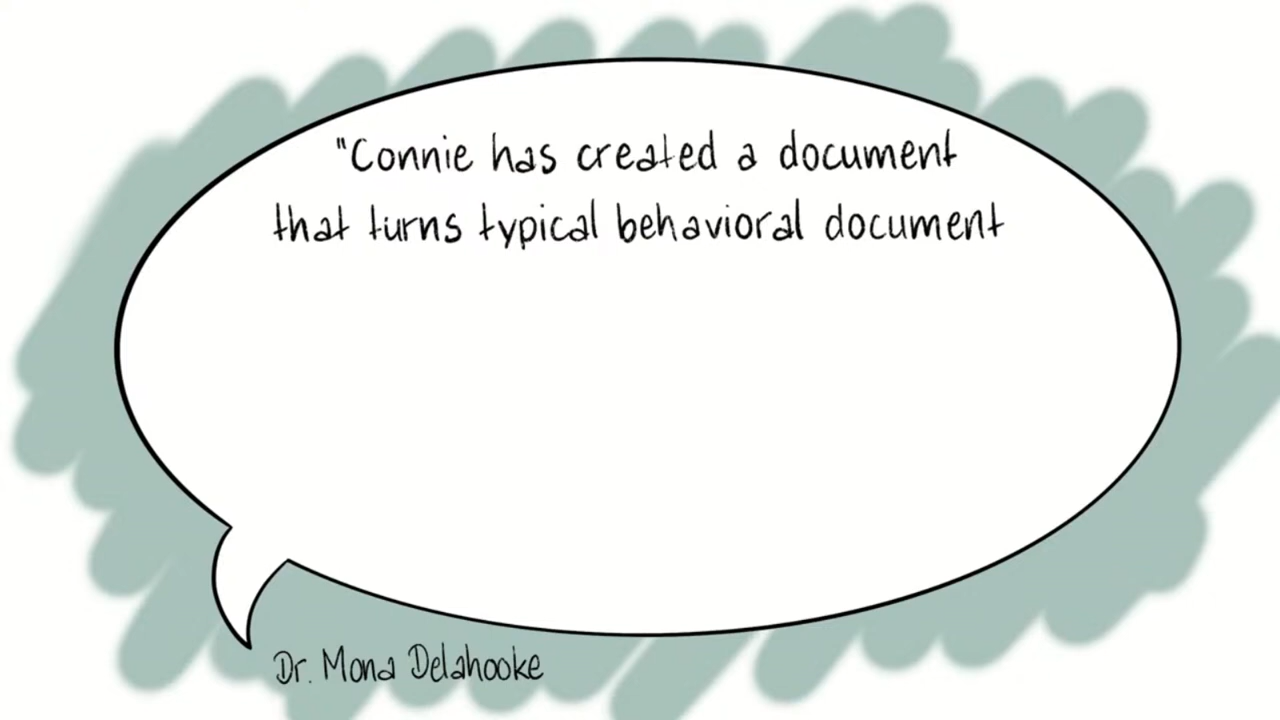 "Connie has created a document
that turns typical behavioral document
Dr. Mona Delahooke